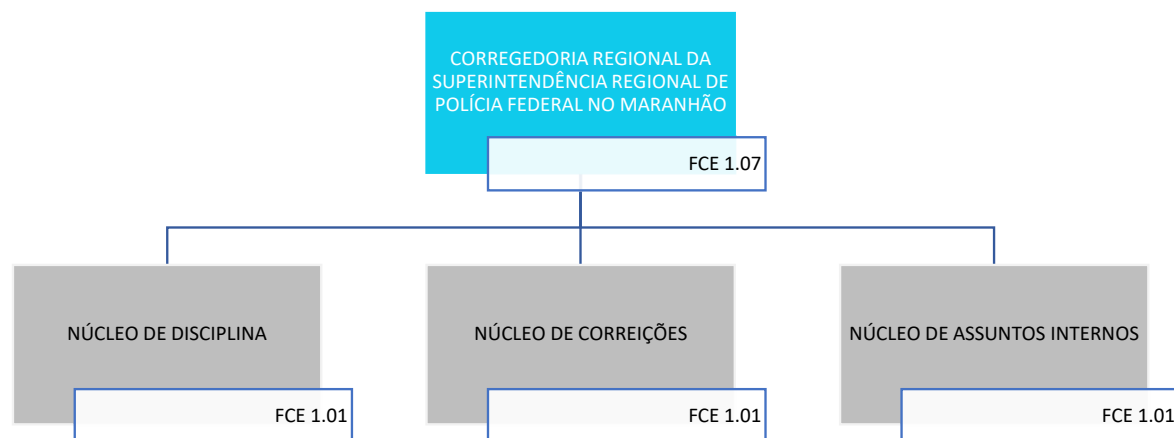 CORREGEDORIA REGIONAL DA
SUPERINTENDÊNCIA REGIONAL DE
POLÍCIA FEDERAL NO MARANHÃO
FCE 1.07
NÚCLEO DE DISCIPLINA
FCE 1.01
NÚCLEO DE CORREIÇÕES
FCE 1.01
NÚCLEO DE ASSUNTOS INTERNOS
FCE 1.01